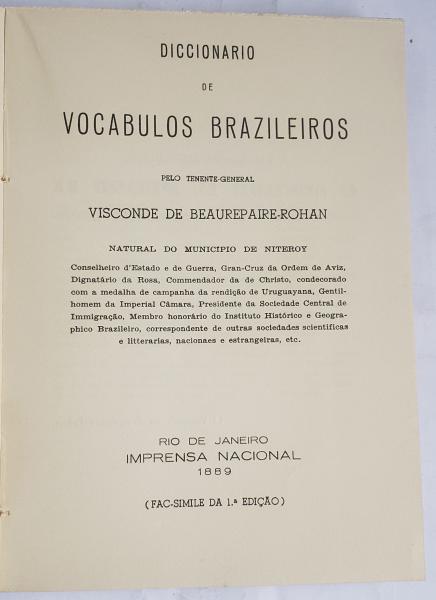 DICCIONARIO
DE
VOCABULOS BRAZILEIROS
PELO TENENTE-GENERAL
VISCONDE DE BEAUREPAIRE-ROHAN
NATURAL DO MUNICIPIO DE NITEROY
Conselheiro d'Estado e de Guerra, Gran-Cruz da Ordem de Aviz,
Dignatário da Rosa, Commendador da de Christo, condecorado
com a medalha de campanha da rendição de Uruguayana, Gentil-
homem da Imperial Câmara, Presidente da Sociedade Central de
Immigração, Membro honorário do Instituto Histórico e Geogra-
phico Brazileiro, correspondente de outras sociedades scientificas
e litterarias, nacionaes e estrangeiras, etc.
RIO DE JANEIRO
IMPRENSA NACIONAL
1889
(FAC-SIMILE DA 1.ª EDIÇÃO)